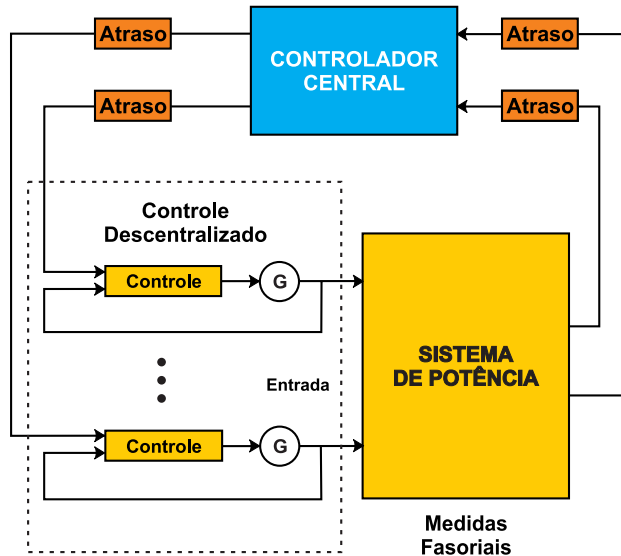 Atraso
CONTROLADOR
CENTRAL
Atraso
Atraso
Atraso
Controle
Descentralizado
Controle
G
SISTEMA
DE POTÊNCIA
Entrada
Controle
G
Medidas
Fasoriais